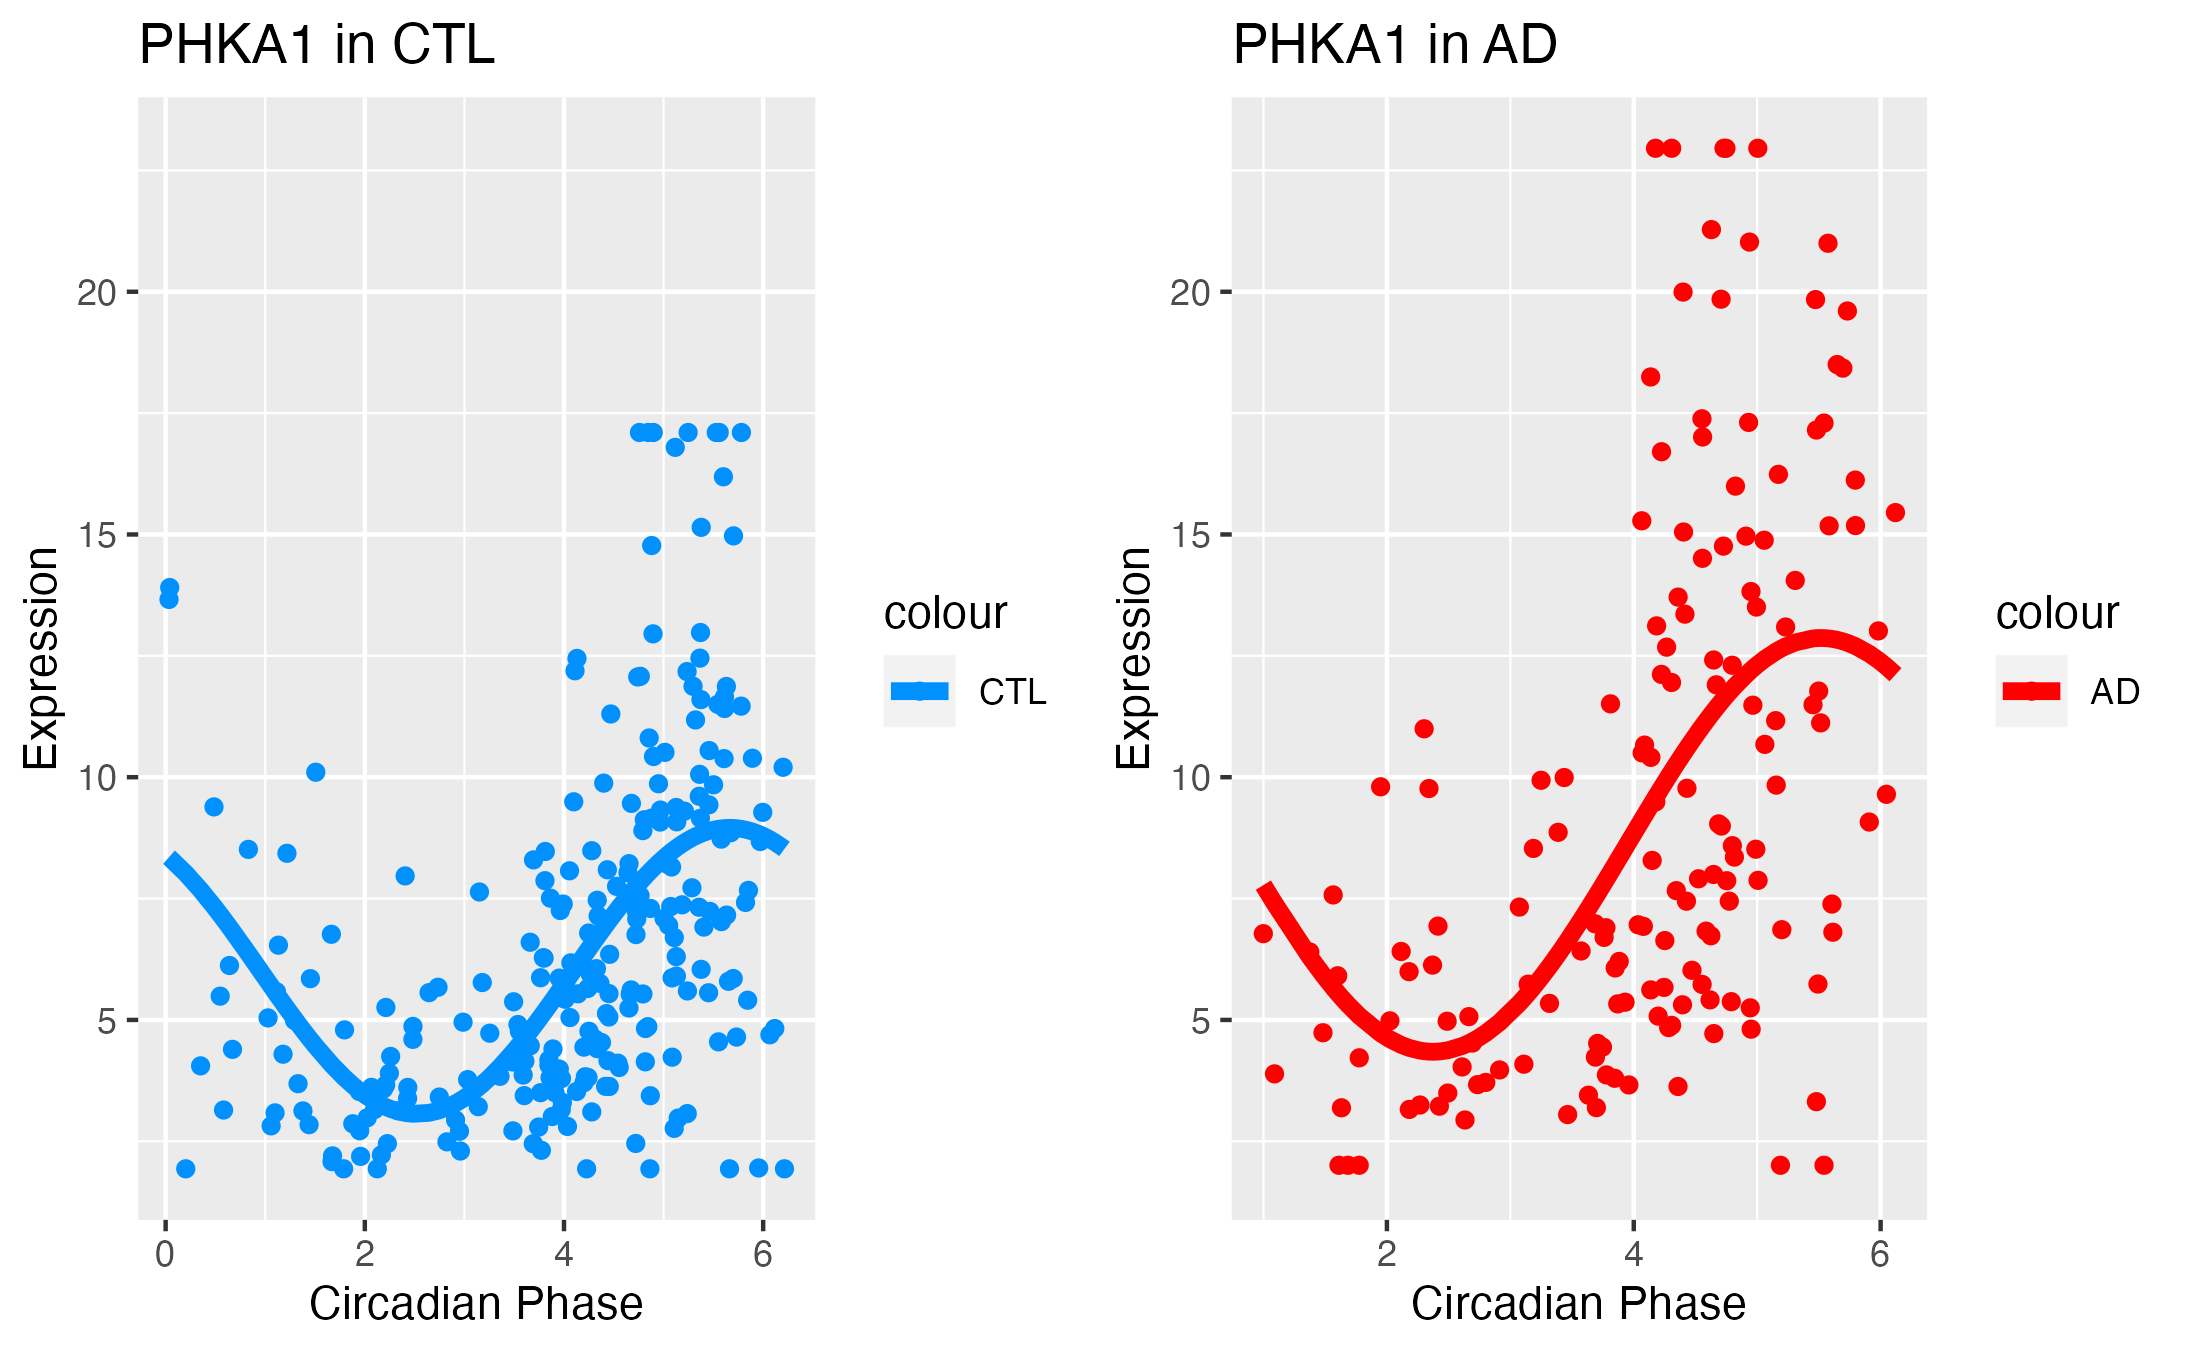 PHKA1 in CTL
Expression
20
15
10
5
0 2 4 6
Circadian Phase
colour
CTL
PHKA1 in AD
Expression
20
15
10
5
2 4 6
Circadian Phase
colour
AD